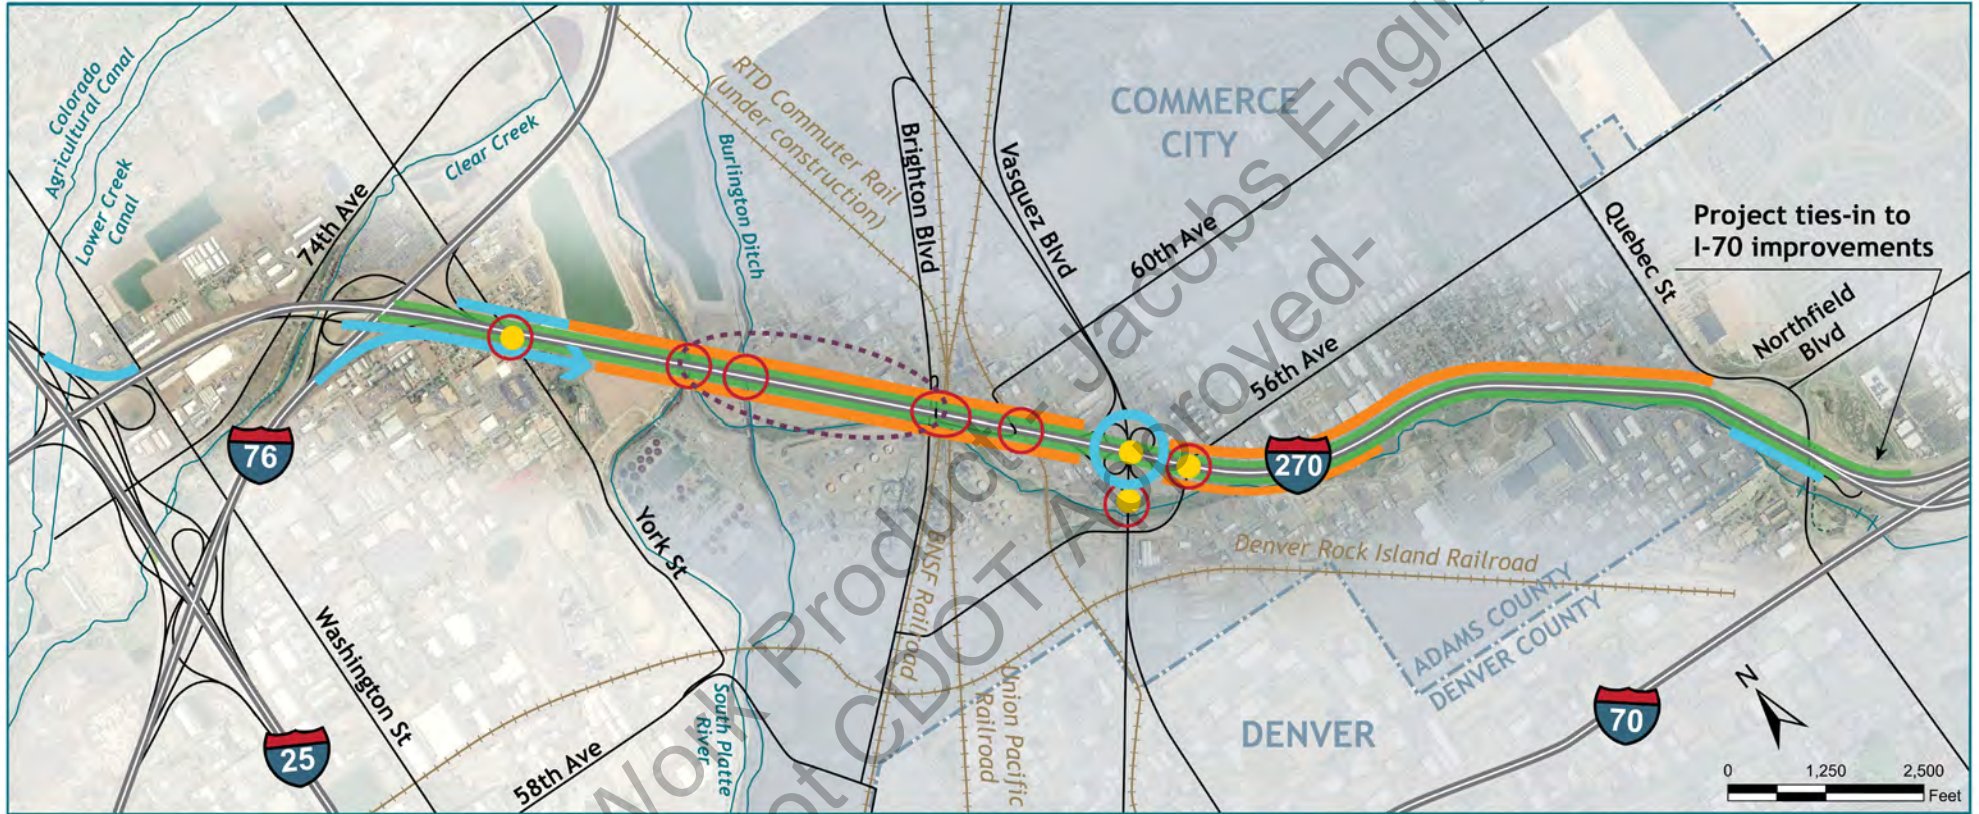 Colorado
Agricultural Canal
Lower Creek
Canal
74th Ave
Clear Creek
RTD Commuter Rail
(under construction)
Burlington Ditch
Brighton Blvd
Vasquez Blvd
COMMERCE
CITY
60th Ave
56th Ave
Quebec St
Project ties-in to
I-70 improvements
Northfield
Blvd
76
270
York St
Washington St
25
58th Ave
South Platte
River
BNSF Railroad
Union Pacific
Railroad
Denver Rock Island Railroad
ADAMS COUNTY
DENVER COUNTY
DENVER
70
N
0 1,250 2,500
Feet
Work Product Jacobs Engin
ot CDOT Approved-